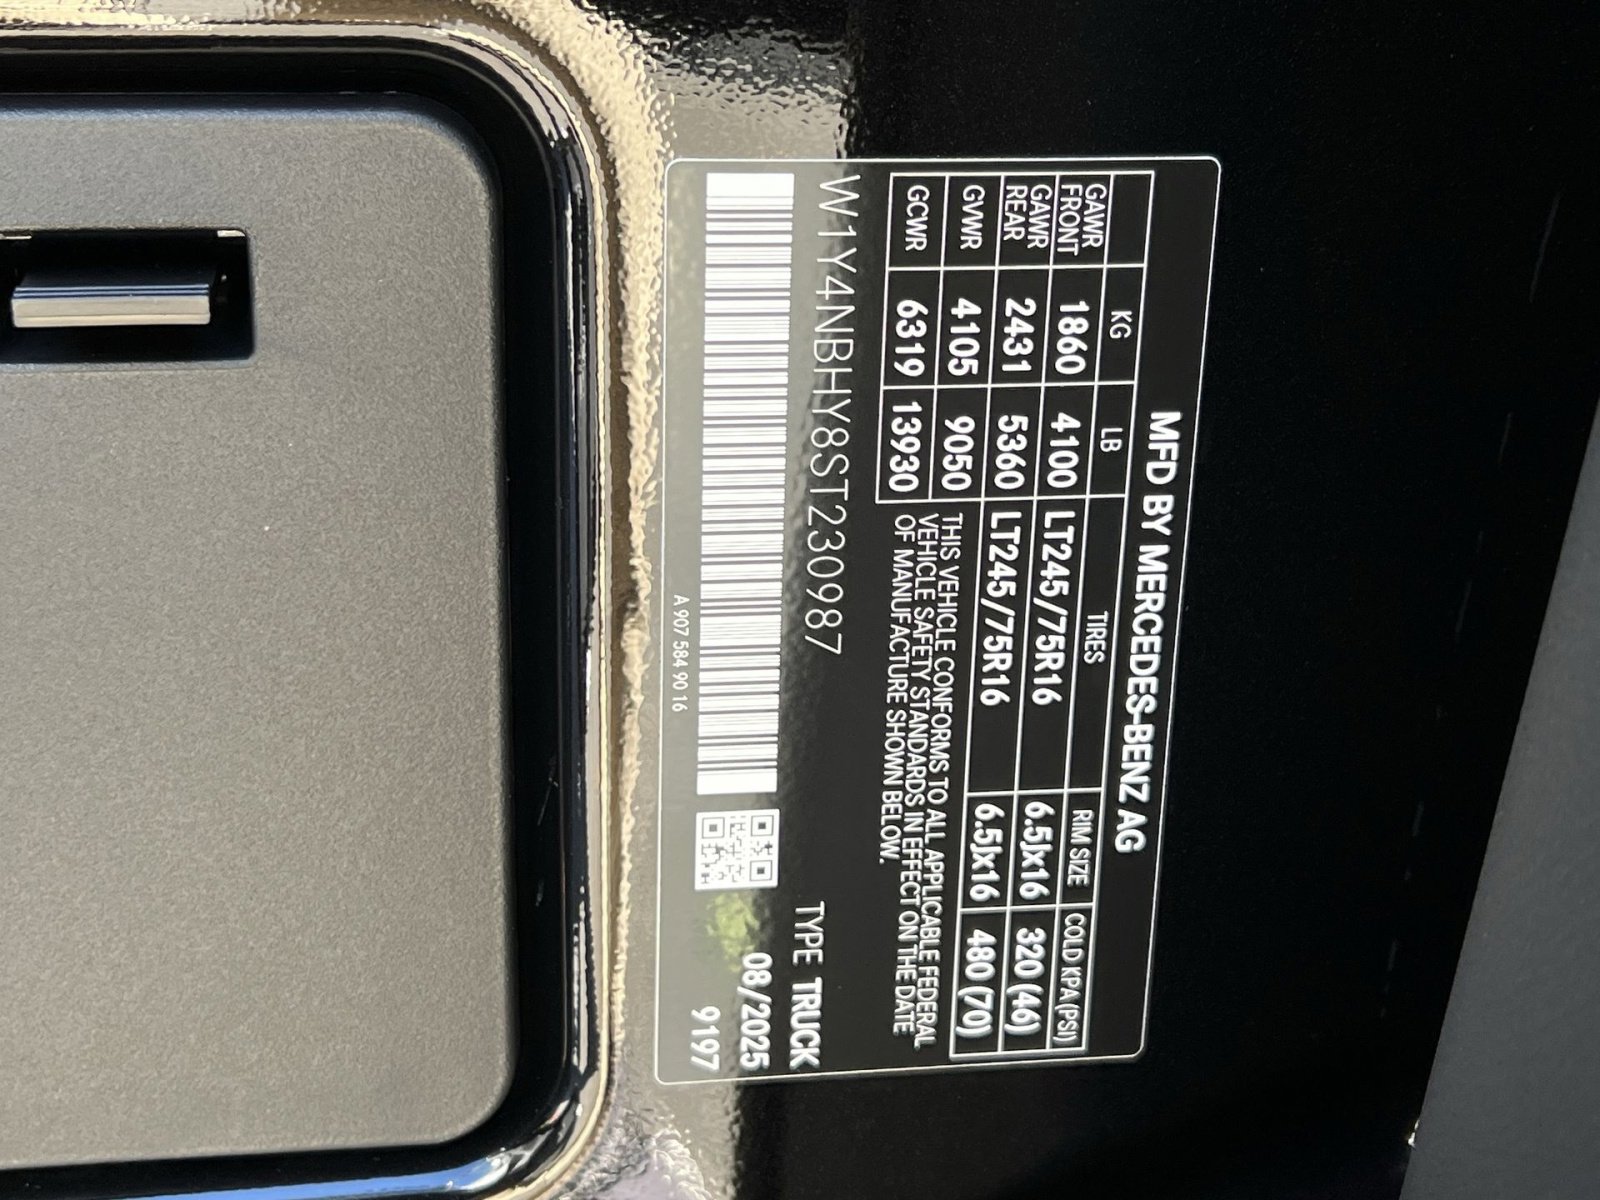 MFD BY MERCEDES-BENZ AG
KG LB TIRES RIM SIZE COLD KPA(PSI)
GAWR FRONT 1860 4100 LT245/75R16 6.5Jx16 320 (46)
GAWR REAR 2431 5360 LT245/75R16 6.5Jx16 480 (70)
GVWR 4105 9050
GCWR 6319 13930
THIS VEHICLE CONFORMS TO ALL APPLICABLE FEDERAL
VEHICLE SAFETY STANDARDS IN EFFECT ON THE DATE
OF MANUFACTURE SHOWN BELOW.
W1Y4NBHY8ST230987
TYPE TRUCK
08/2025
9197
A 907 584 90 16